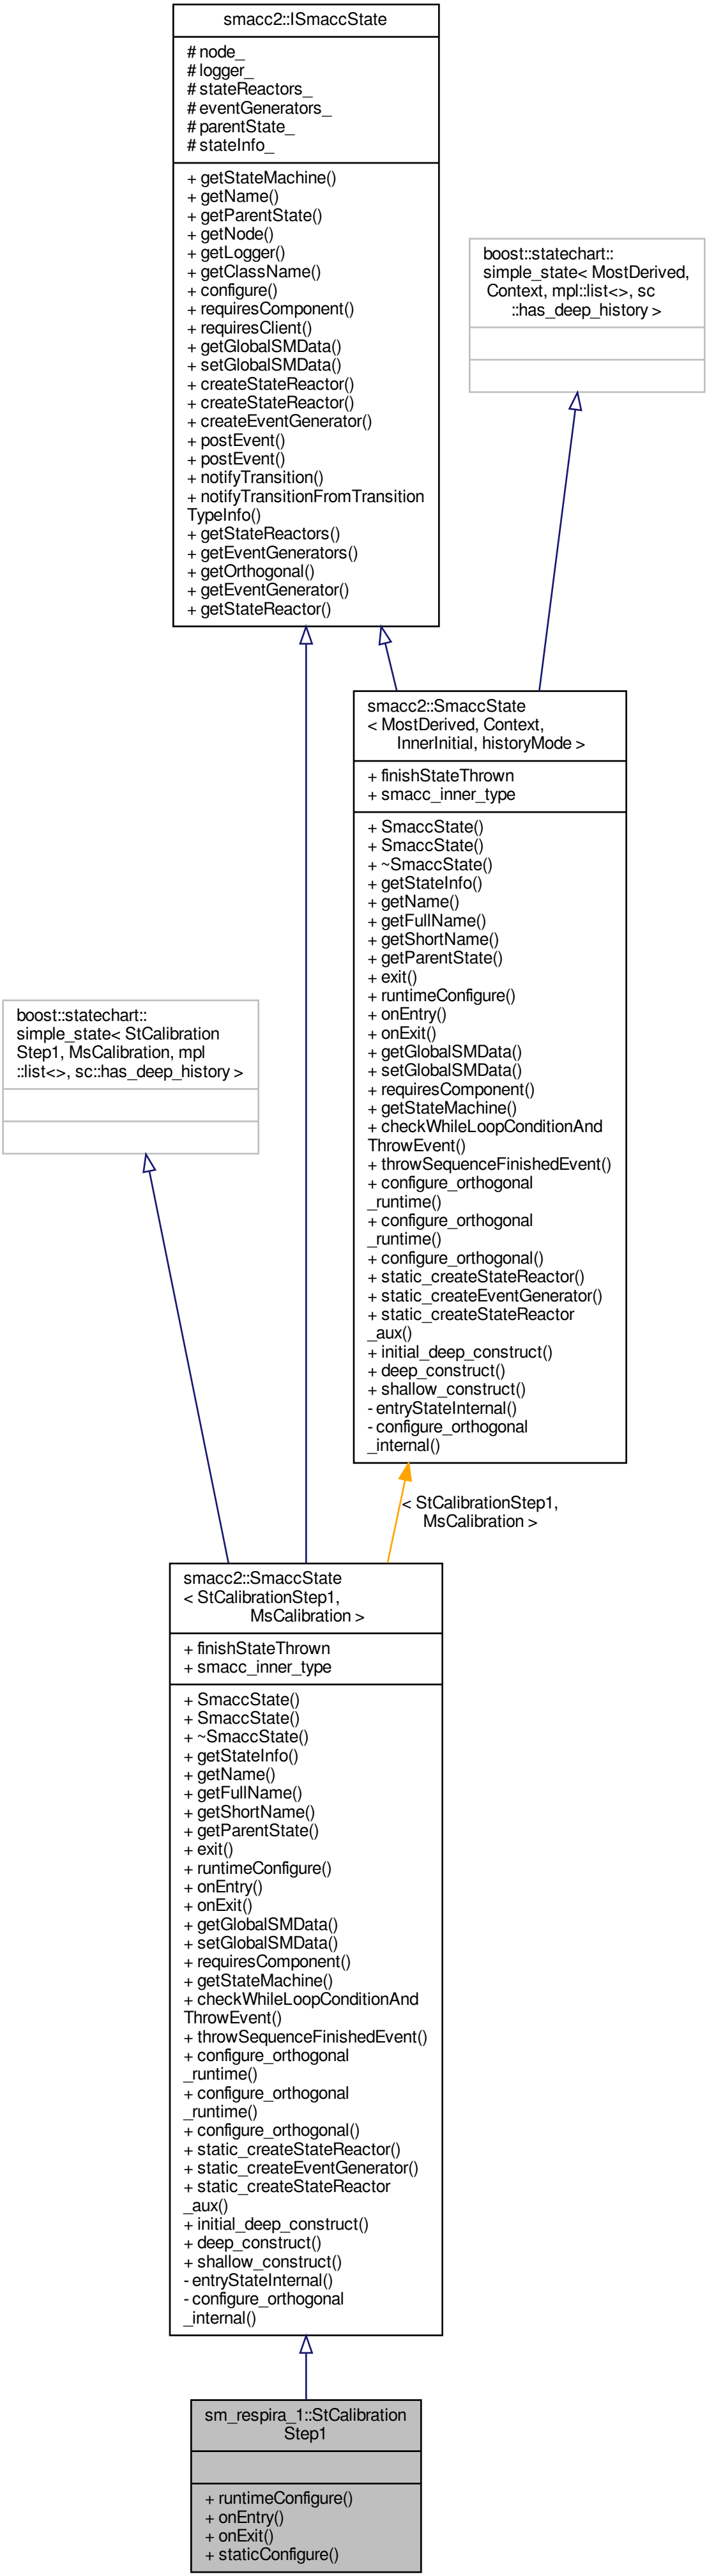 smacc2::ISmaccState
# node_
# logger_
# stateReactors_
# eventGenerators_
# parentState_
# stateInfo_
+ getStateMachine()
+ getName()
+ getParentState()
+ getNode()
+ getLogger()
+ getClassName()
+ configure()
+ requiresComponent()
+ requiresClient()
+ getGlobalSMData()
+ setGlobalSMData()
+ createStateReactor()
+ createStateReactor()
+ createEventGenerator()
+ postEvent()
+ postEvent()
+ notifyTransition()
+ notifyTransitionFromTransition
TypeInfo()
+ getStateReactors()
+ getEventGenerators()
+ getOrthogonal()
+ getEventGenerator()
+ getStateReactor()
boost::statechart::
simple_state< MostDerived,
Context, mpl::list<>, sc
::has_deep_history >
smacc2::SmaccState
< MostDerived, Context,
InnerInitial, historyMode >
+ finishStateThrown
+ smacc_inner_type
+ SmaccState()
+ SmaccState()
+ ~SmaccState()
+ getStateInfo()
+ getName()
+ getFullName()
+ getShortName()
+ getParentState()
+ exit()
+ runtimeConfigure()
+ onEntry()
+ onExit()
+ getGlobalSMData()
+ setGlobalSMData()
+ requiresComponent()
+ getStateMachine()
+ checkWhileLoopConditionAnd
ThrowEvent()
+ throwSequenceFinishedEvent()
+ configure_orthogonal
_runtime()
+ configure_orthogonal
_runtime()
+ configure_orthogonal()
+ static_createStateReactor()
+ static_createEventGenerator()
+ static_createStateReactor
_aux()
+ initial_deep_construct()
+ deep_construct()
+ shallow_construct()
- entryStateInternal()
- configure_orthogonal
_internal()
boost::statechart::
simple_state< StCalibration
Step1, MsCalibration, mpl
::list<>, sc::has_deep_history >
< StCalibrationStep1,
MsCalibration >
smacc2::SmaccState
< StCalibrationStep1,
MsCalibration >
+ finishStateThrown
+ smacc_inner_type
+ SmaccState()
+ SmaccState()
+ ~SmaccState()
+ getStateInfo()
+ getName()
+ getFullName()
+ getShortName()
+ getParentState()
+ exit()
+ runtimeConfigure()
+ onEntry()
+ onExit()
+ getGlobalSMData()
+ setGlobalSMData()
+ requiresComponent()
+ getStateMachine()
+ checkWhileLoopConditionAnd
ThrowEvent()
+ throwSequenceFinishedEvent()
+ configure_orthogonal
_runtime()
+ configure_orthogonal
_runtime()
+ configure_orthogonal()
+ static_createStateReactor()
+ static_createEventGenerator()
+ static_createStateReactor
_aux()
+ initial_deep_construct()
+ deep_construct()
+ shallow_construct()
- entryStateInternal()
- configure_orthogonal
_internal()
sm_respira_1::StCalibration
Step1
+ runtimeConfigure()
+ onEntry()
+ onExit()
+ staticConfigure()